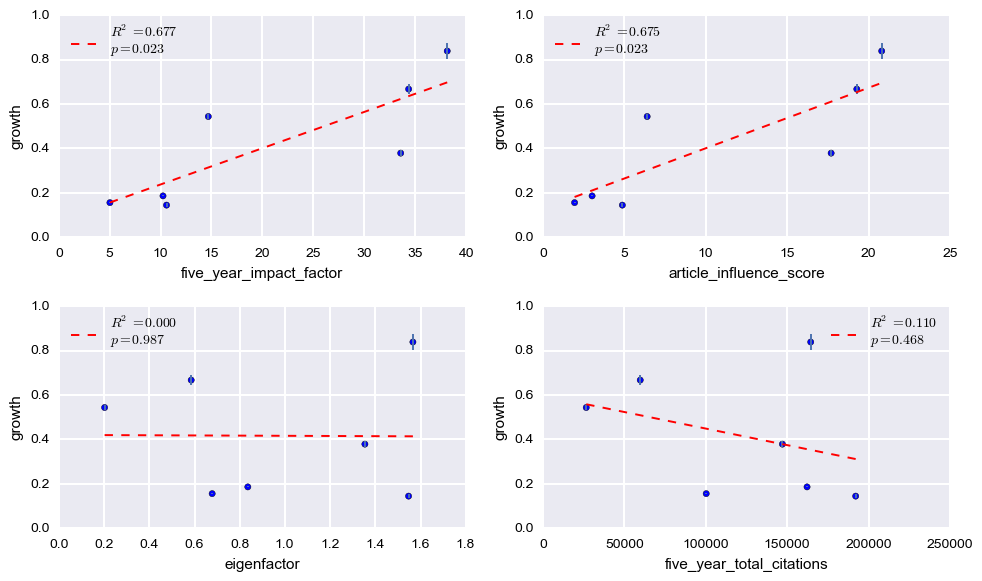 1.0
0.8
0.6
0.4
0.2
0.0
growth
R² = 0.677
p = 0.023
0 5 10 15 20 25 30 35 40
five_year_impact_factor
1.0
0.8
0.6
0.4
0.2
0.0
growth
R² = 0.675
p = 0.023
0 5 10 15 20 25
article_influence_score
1.0
0.8
0.6
0.4
0.2
0.0
growth
R² = 0.000
p = 0.987
0.0 0.2 0.4 0.6 0.8 1.0 1.2 1.4 1.6 1.8
eigenfactor
1.0
0.8
0.6
0.4
0.2
0.0
growth
R² = 0.110
p = 0.468
0 50000 100000 150000 200000 250000
five_year_total_citations